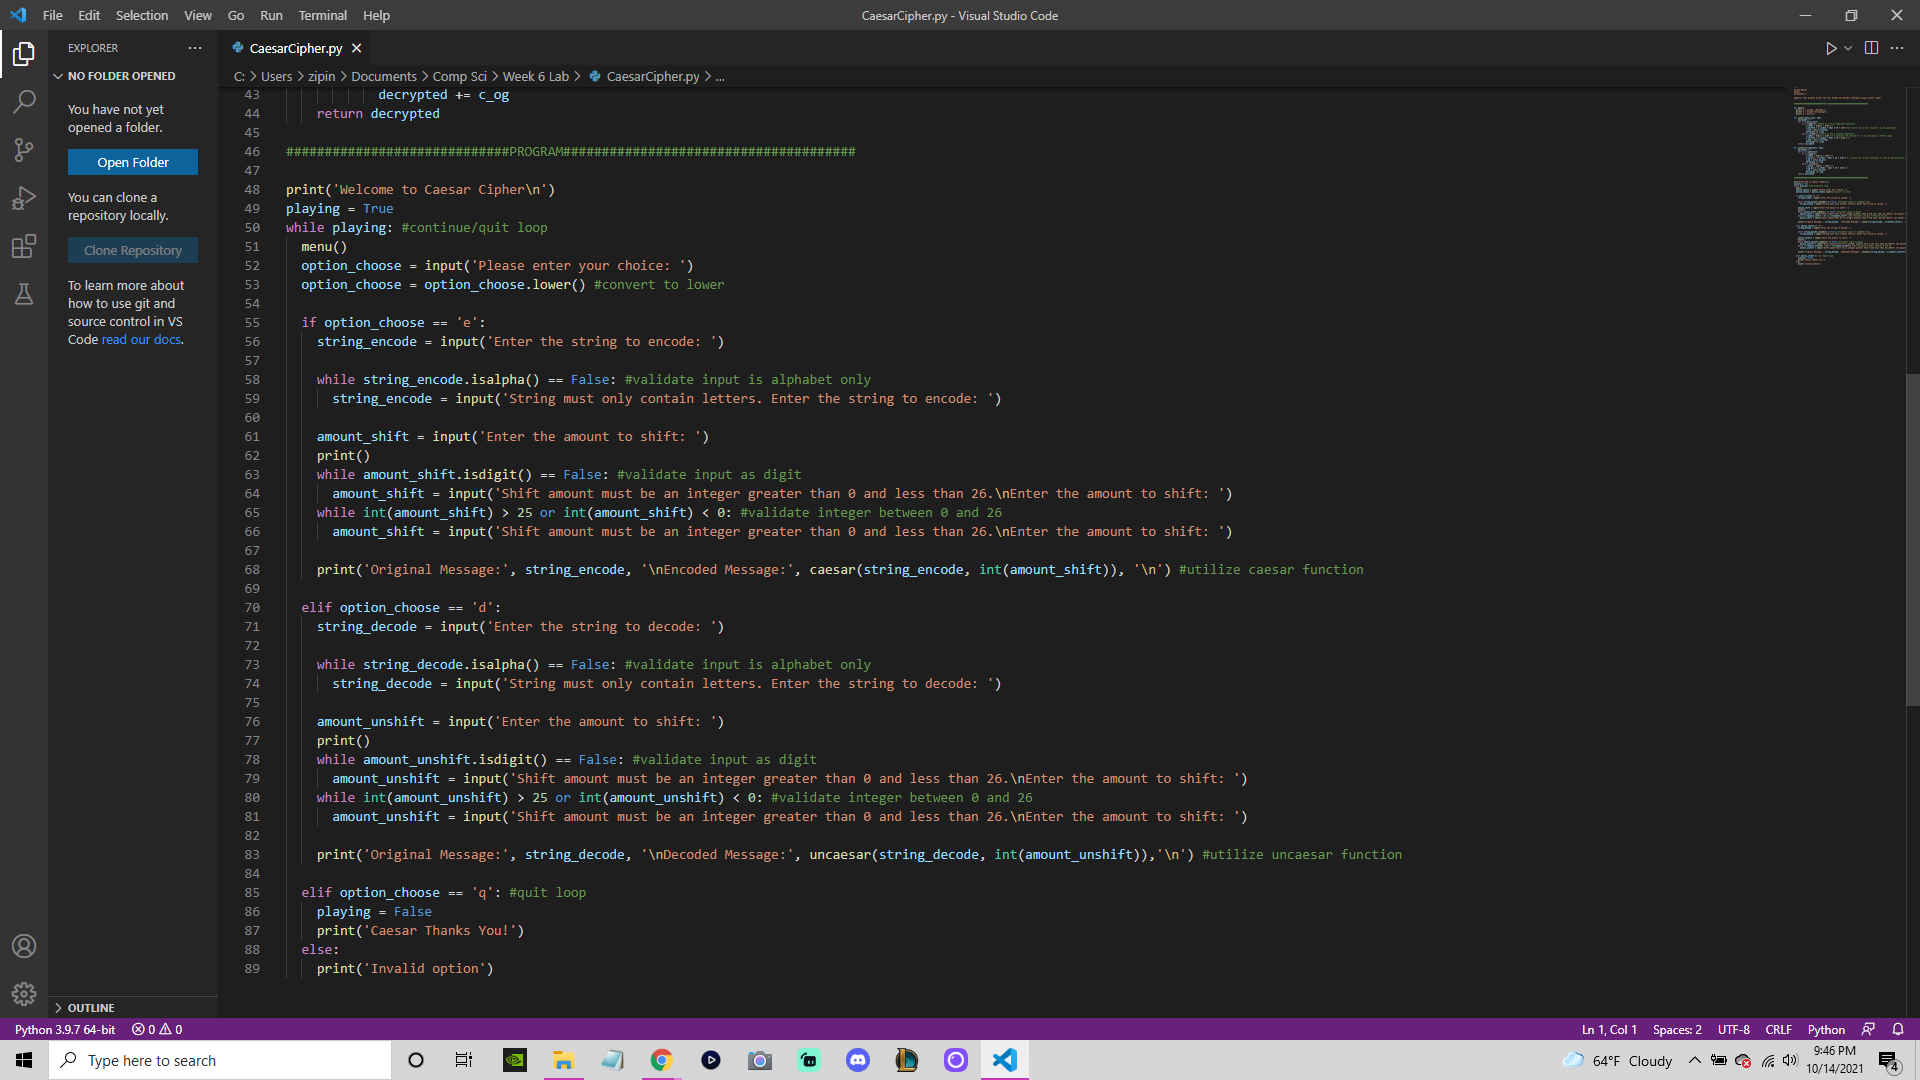 File Edit Selection View Go Run Terminal Help
CaesarCipher.py - Visual Studio Code
EXPLORER
CaesarCipher.py
NO FOLDER OPENED
C: > Users > zipin > Documents > Comp Sci > Week 6 Lab > CaesarCipher.py > ...
You have not yet
opened a folder.
Open Folder
You can clone a
repository locally.
Clone Repository
To learn more about
how to use git and
source control in VS
Code read our docs.
OUTLINE
43 decrypted += c_og
44 return decrypted
45
46 #############################PROGRAM######################################
47
48 print('Welcome to Caesar Cipher\n')
49 playing = True
50 while playing: #continue/quit loop
51 menu()
52 option_choose = input('Please enter your choice: ')
53 option_choose = option_choose.lower() #convert to lower
54
55 if option_choose == 'e':
56 string_encode = input('Enter the string to encode: ')
57
58 while string_encode.isalpha() == False: #validate input is alphabet only
59 string_encode = input('String must only contain letters. Enter the string to encode: ')
60
61 amount_shift = input('Enter the amount to shift: ')
62 print()
63 while amount_shift.isdigit() == False: #validate input as digit
64 amount_shift = input('Shift amount must be an integer greater than 0 and less than 26.\nEnter the amount to shift: ')
65 while int(amount_shift) > 25 or int(amount_shift) < 0: #validate integer between 0 and 26
66 amount_shift = input('Shift amount must be an integer greater than 0 and less than 26.\nEnter the amount to shift: ')
67
68 print('Original Message:', string_encode, '\nEncoded Message:', caesar(string_encode, int(amount_shift)), '\n') #utilize caesar function
69
70 elif option_choose == 'd':
71 string_decode = input('Enter the string to decode: ')
72
73 while string_decode.isalpha() == False: #validate input is alphabet only
74 string_decode = input('String must only contain letters. Enter the string to decode: ')
75
76 amount_unshift = input('Enter the amount to shift: ')
77 print()
78 while amount_unshift.isdigit() == False: #validate input as digit
79 amount_unshift = input('Shift amount must be an integer greater than 0 and less than 26.\nEnter the amount to shift: ')
80 while int(amount_unshift) > 25 or int(amount_unshift) < 0: #validate integer between 0 and 26
81 amount_unshift = input('Shift amount must be an integer greater than 0 and less than 26.\nEnter the amount to shift: ')
82
83 print('Original Message:', string_decode, '\nDecoded Message:', uncaesar(string_decode, int(amount_unshift)),'\n') #utilize uncaesar function
84
85 elif option_choose == 'q': #quit loop
86 playing = False
87 print('Caesar Thanks You!')
88 else:
89 print('Invalid option')
Python 3.9.7 64-bit 0 0
Ln 1, Col 1 Spaces: 2 UTF-8 CRLF Python
Type here to search
64°F Cloudy
9:46 PM
10/14/2021
4